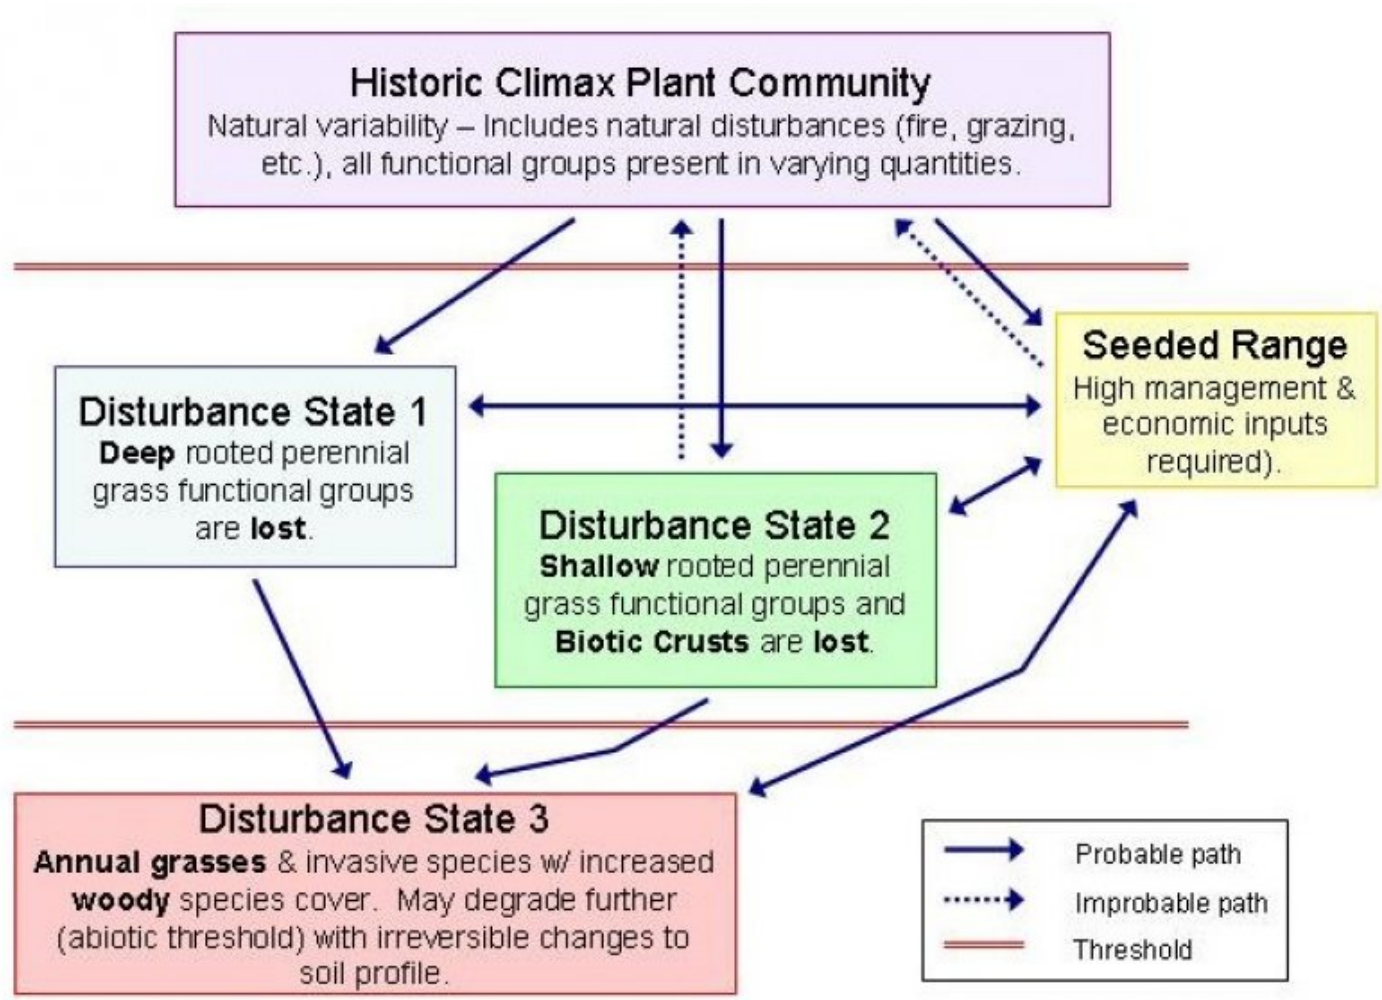 Historic Climax Plant Community
Natural variability – Includes natural disturbances (fire, grazing,
etc.), all functional groups present in varying quantities.
Seeded Range
High management &
economic inputs
required).
Disturbance State 1
Deep rooted perennial
grass functional groups
are lost.
Disturbance State 2
Shallow rooted perennial
grass functional groups and
Biotic Crusts are lost.
Disturbance State 3
Annual grasses & invasive species w/ increased
woody species cover. May degrade further
(abiotic threshold) with irreversible changes to
soil profile.
Probable path
Improbable path
Threshold